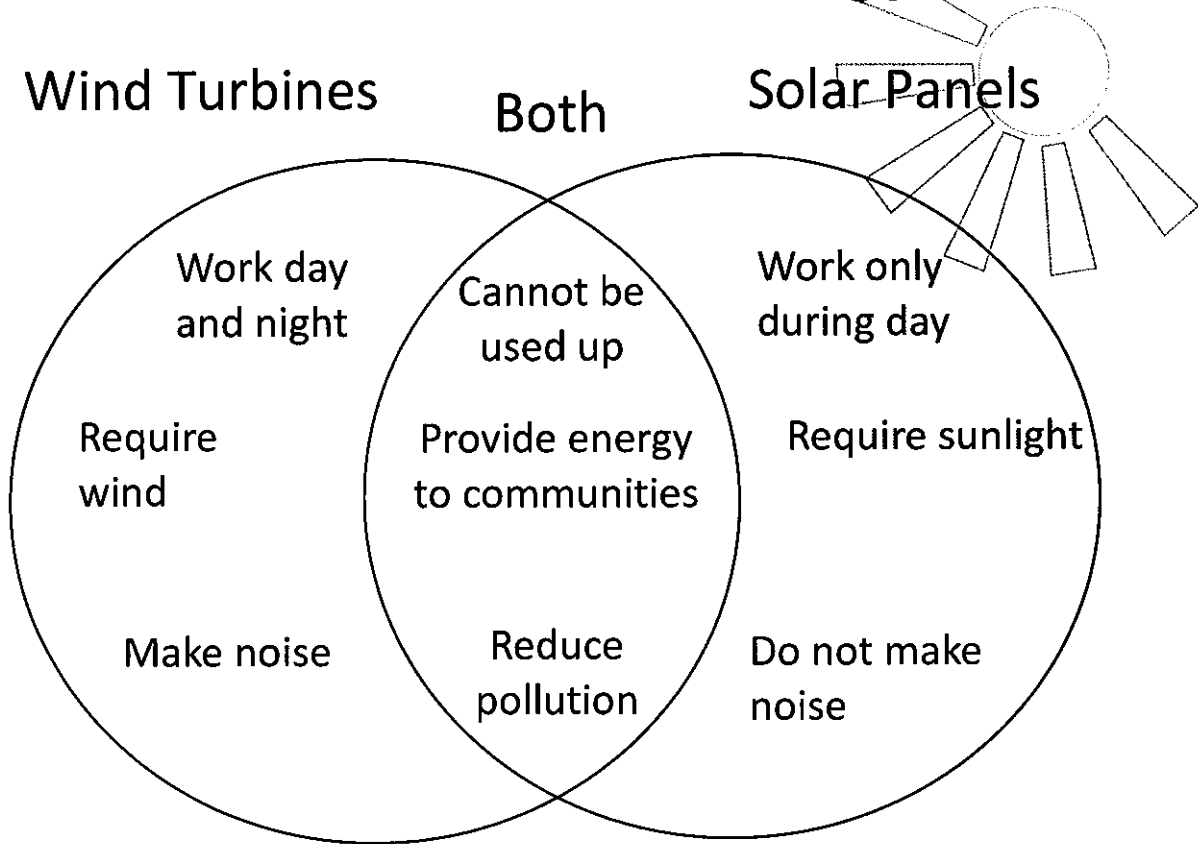 Wind Turbines
Both
Solar Panels
Work day
and night
Require
wind
Make noise
Cannot be
used up
Provide energy
to communities
Reduce
pollution
Work only
during day
Require sunlight
Do not make
noise